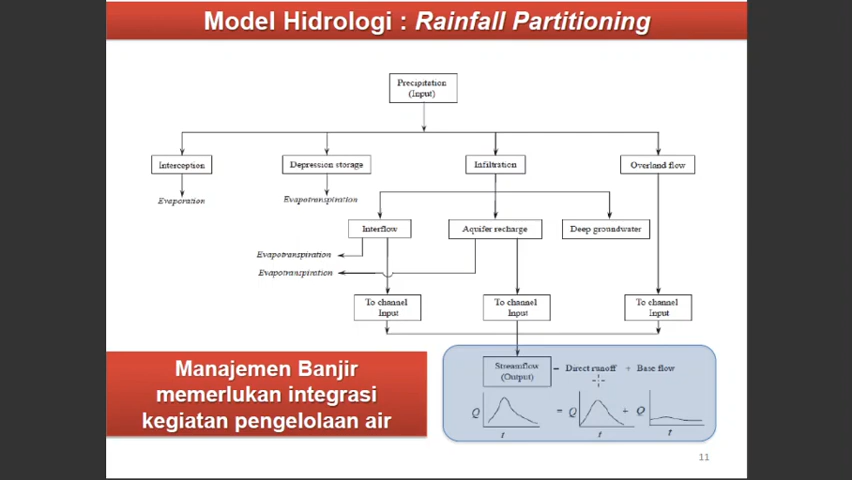 Model Hidrologi : Rainfall Partitioning
Precipitation
(Input)
Interception
Depression storage
Infiltration
Overland flow
Evaporation
Evapotranspiration
Interflow
Aquifer recharge
Deep groundwater
Evapotranspiration
Evapotranspiration
To channel
Input
To channel
Input
To channel
Input
Manajemen Banjir
memerlukan integrasi
kegiatan pengelolaan air
Streamflow
(Output)
= Direct runoff + Base flow
Q = Q + Q
t t t
11